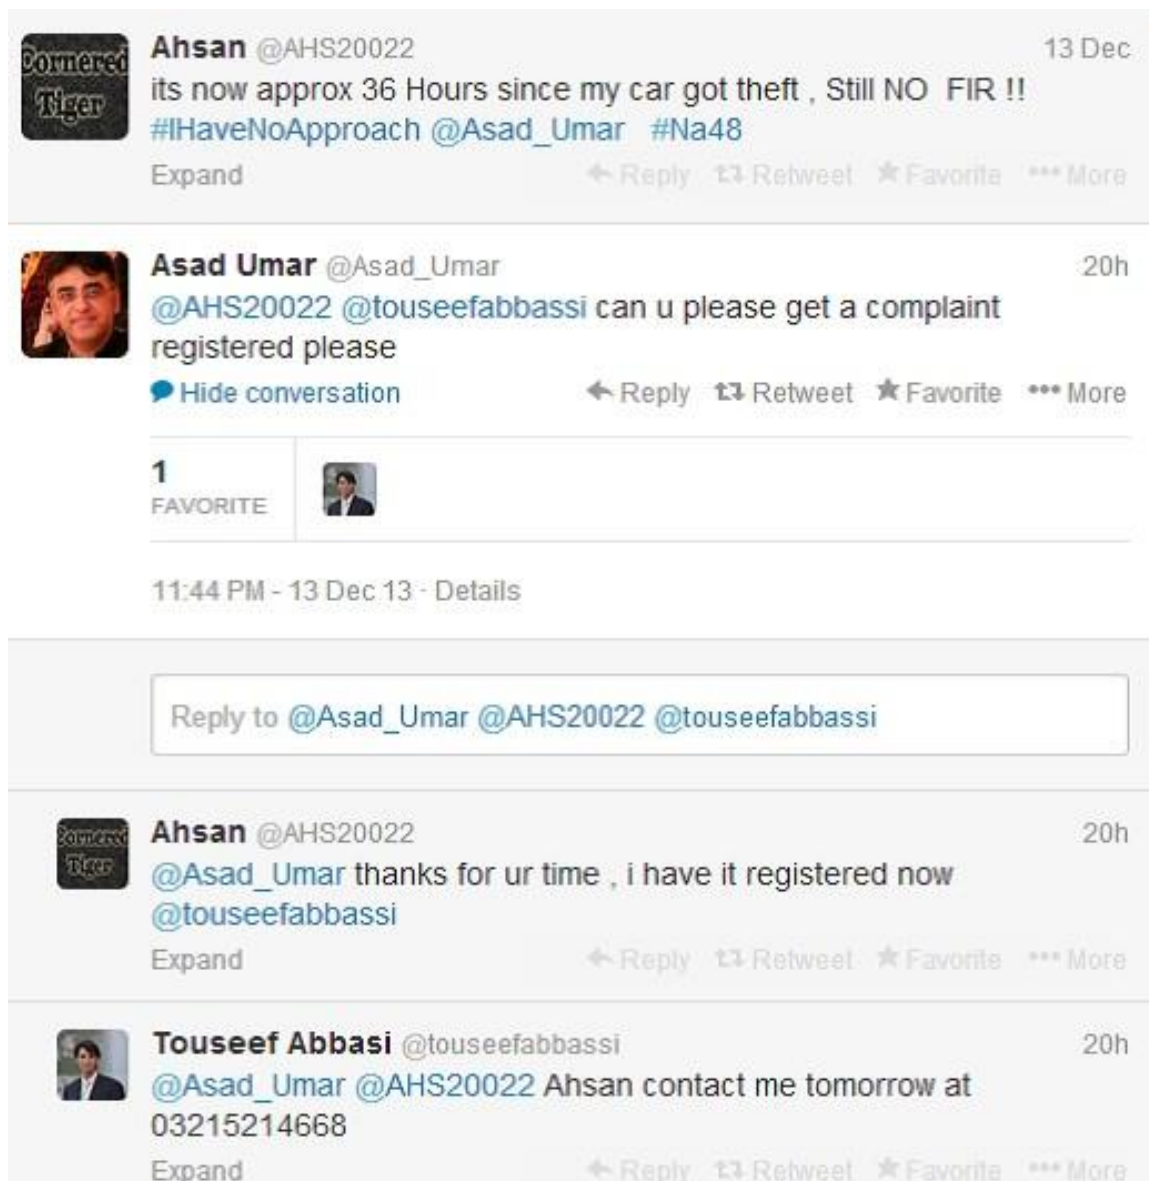 Cornered
Tiger
Ahsan @AHS20022 13 Dec
its now approx 36 Hours since my car got theft , Still NO FIR !!
#IHaveNoApproach @Asad_Umar #Na48
Expand Reply Retweet Favorite More
Asad Umar @Asad_Umar 20h
@AHS20022 @touseefabbassi can u please get a complaint
registered please
Hide conversation Reply Retweet Favorite More
1
FAVORITE
11:44 PM - 13 Dec 13 · Details
Reply to @Asad_Umar @AHS20022 @touseefabbassi
Cornered
Tiger
Ahsan @AHS20022 20h
@Asad_Umar thanks for ur time , i have it registered now
@touseefabbassi
Expand Reply Retweet Favorite More
Touseef Abbasi @touseefabbassi 20h
@Asad_Umar @AHS20022 Ahsan contact me tomorrow at
03215214668
Expand Reply Retweet Favorite More